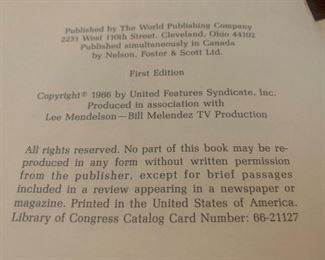 Published by The World Publishing Company
2231 West 110th Street, Cleveland, Ohio 44102
Published simultaneously in Canada
by Nelson, Foster & Scott Ltd.
First Edition
Copyright© 1966 by United Features Syndicate, Inc.
Produced in association with
Lee Mendelson—Bill Melendez TV Production
All rights reserved. No part of this book may be re-
produced in any form without written permission
from the publisher, except for brief passages
included in a review appearing in a newspaper or
magazine. Printed in the United States of America.
Library of Congress Catalog Card Number: 66-21127